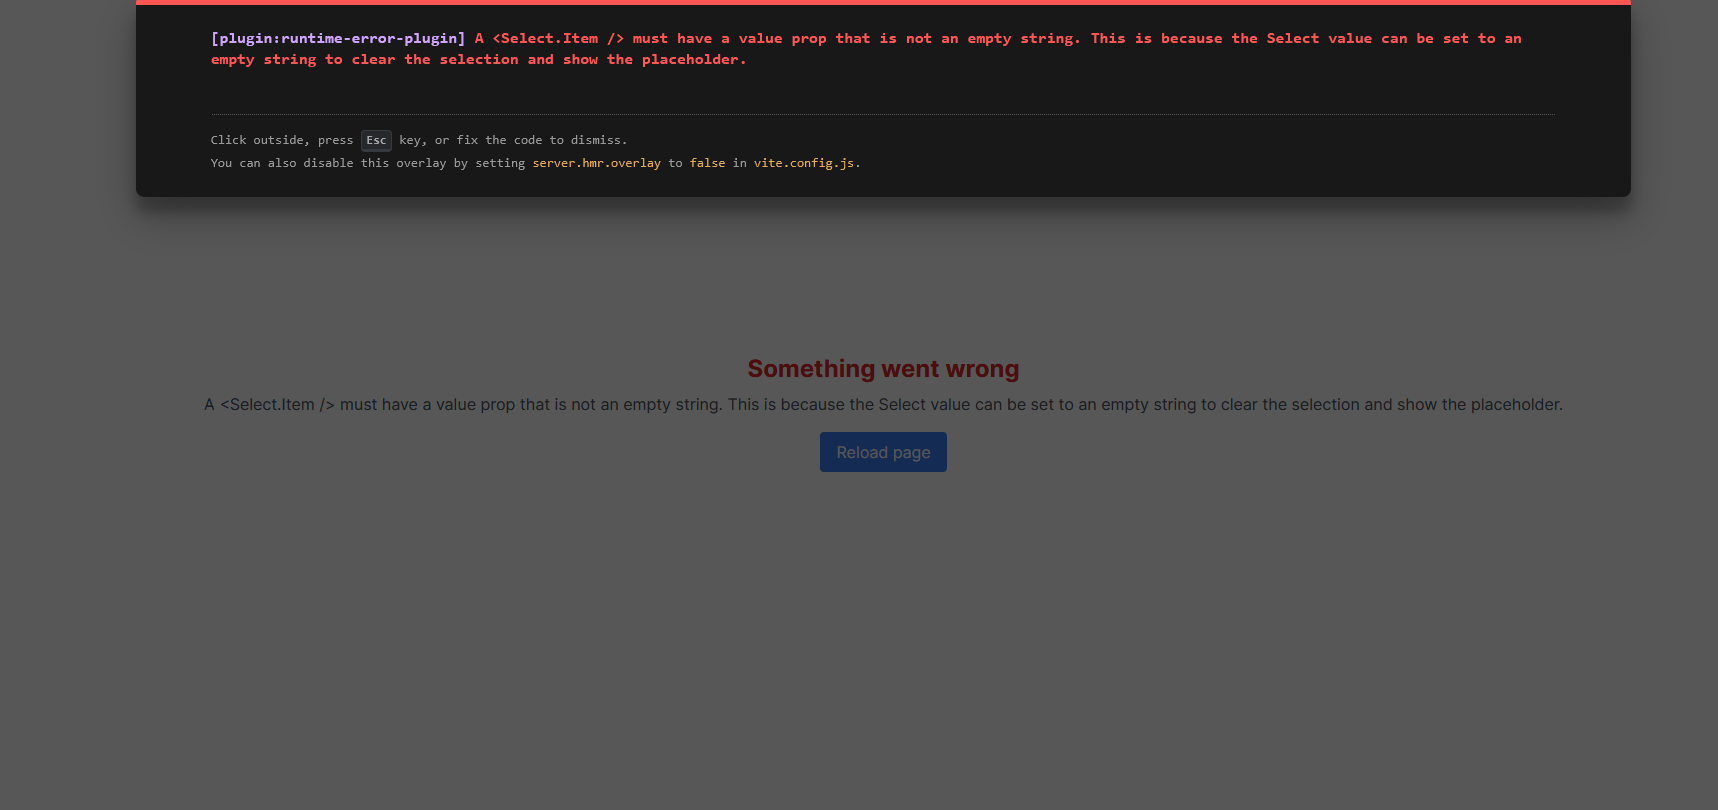 [plugin:runtime-error-plugin] A <Select.Item /> must have a value prop that is not an empty string. This is because the Select value can be set to an
empty string to clear the selection and show the placeholder.
Click outside, press Esc key, or fix the code to dismiss.
You can also disable this overlay by setting server.hmr.overlay to false in vite.config.js.
Something went wrong
A <Select.Item /> must have a value prop that is not an empty string. This is because the Select value can be set to an empty string to clear the selection and show the placeholder.
Reload page